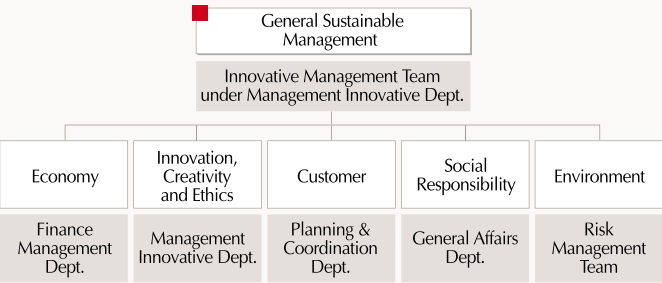 General Sustainable
Management
Innovative Management Team
under Management Innovative Dept.
Economy
Innovation,
Creativity
and Ethics
Customer
Social
Responsibility
Environment
Finance
Management
Dept.
Management
Innovative Dept.
Planning &
Coordination
Dept.
General Affairs
Dept.
Risk
Management
Team